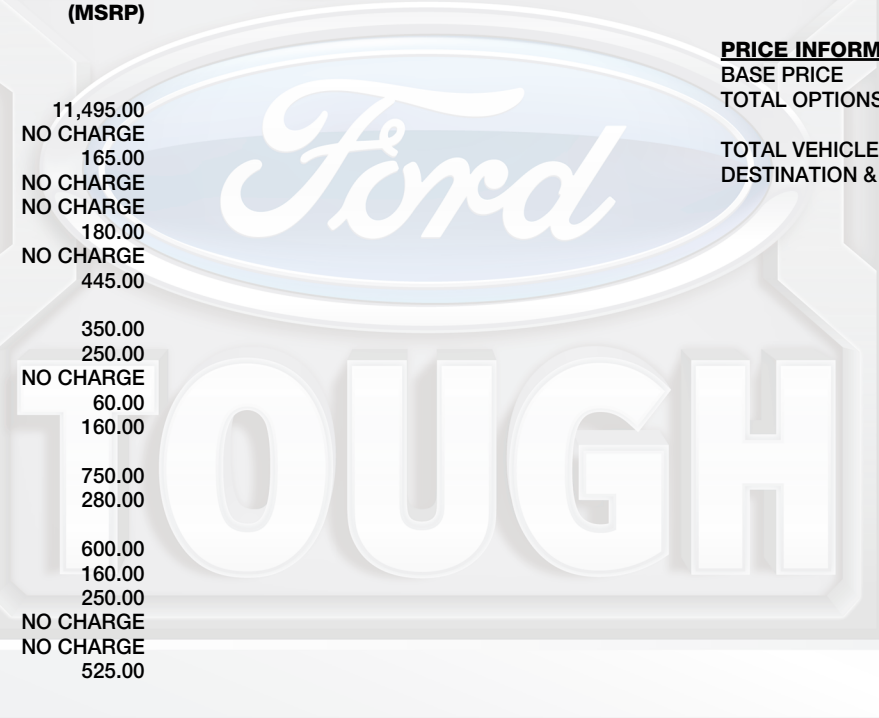 (MSRP)
11,495.00
NO CHARGE
165.00
NO CHARGE
NO CHARGE
180.00
NO CHARGE
445.00
350.00
250.00
NO CHARGE
60.00
160.00
750.00
280.00
600.00
160.00
250.00
NO CHARGE
NO CHARGE
525.00
PRICE INFORM
BASE PRICE
TOTAL OPTIONS
TOTAL VEHICLE
DESTINATION &
Ford
TOUGH